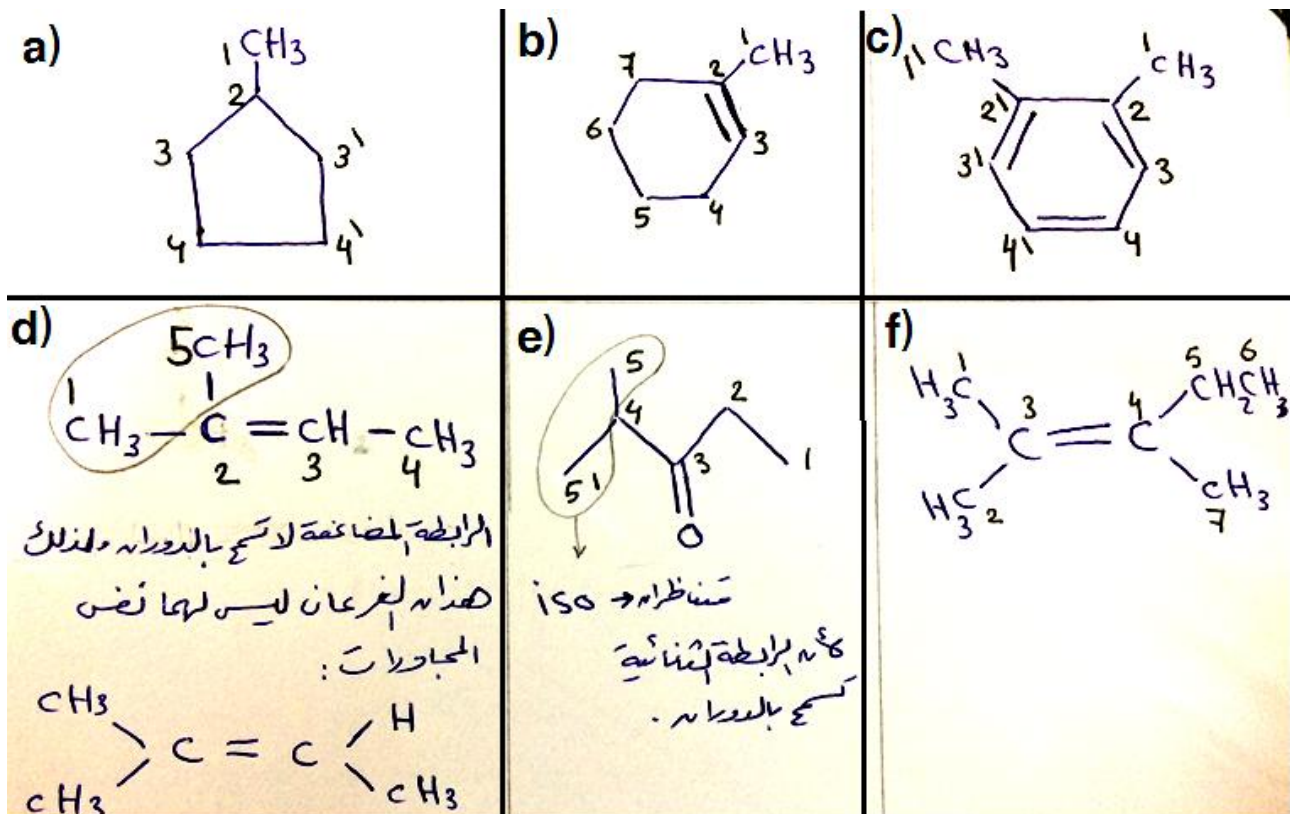 a)
CH3
1
2
3
3'
4
4'
b)
1
CH3
2
7
3
6
5
4
c)
1'
CH3
1
CH3
2'
2
3'
3
4'
4
d)
5CH3
1
CH3 – C = CH – CH3
2 3 4
الرابطة المضاعفة لا تسمح بالدوران ولذلك
هذان الفرعان ليس لهما نفس
المجاورات :
CH3 H
C = C
CH3 CH3
e)
5
4
2
3
1
5'
O
متناظران → iso
لأن الرابطة الثنائية
تسمح بالدوران .
f)
1
H3C
5 6
CH2CH3
3 4
C = C
H3C
2
CH3
7